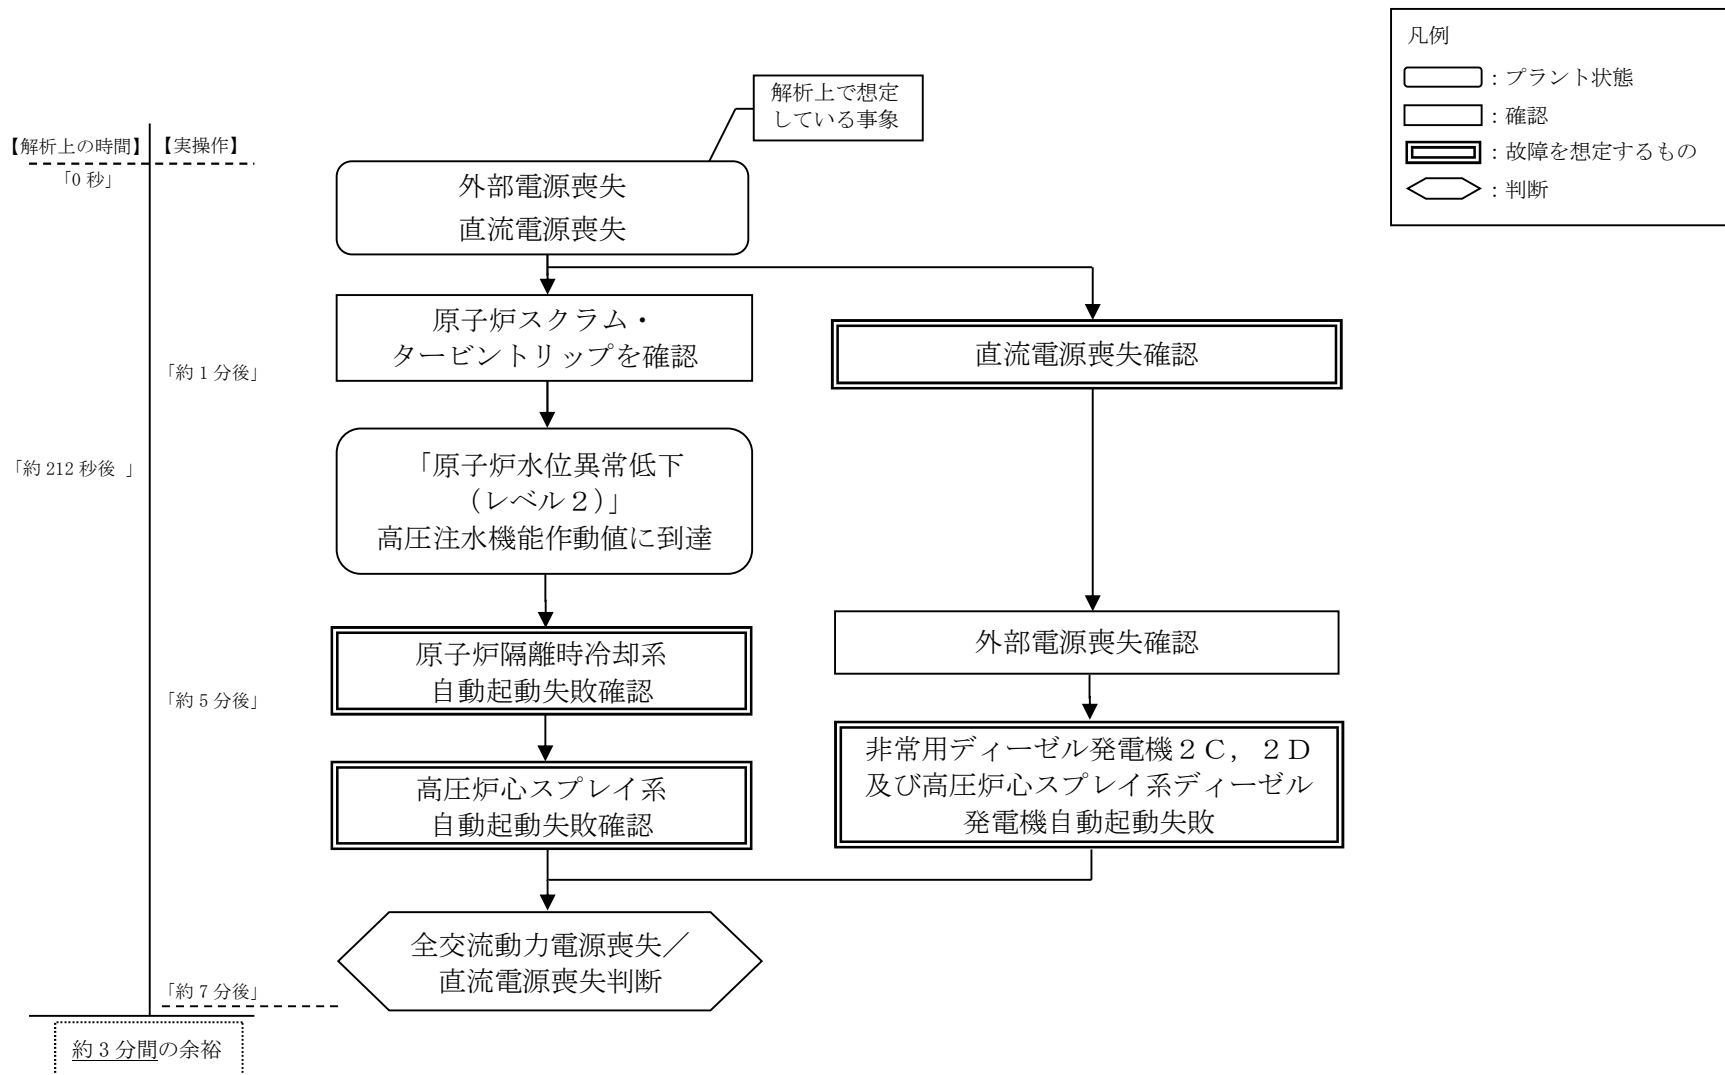 凡例
：プラント状態
：確認
：故障を想定するもの
：判断
解析上で想定
している事象
【解析上の時間】
【実操作】
「0 秒」
外部電源喪失
直流電源喪失
原子炉スクラム・
タービントリップを確認
「約 1 分後」
直流電源喪失確認
「原子炉水位異常低下
（レベル２）」
高圧注水機能作動値に到達
「約 212 秒後 」
外部電源喪失確認
原子炉隔離時冷却系
自動起動失敗確認
「約 5 分後」
非常用ディーゼル発電機２Ｃ，２Ｄ
及び高圧炉心スプレイ系ディーゼル
発電機自動起動失敗
高圧炉心スプレイ系
自動起動失敗確認
全交流動力電源喪失／
直流電源喪失判断
「約 7 分後」
約 3 分間の余裕